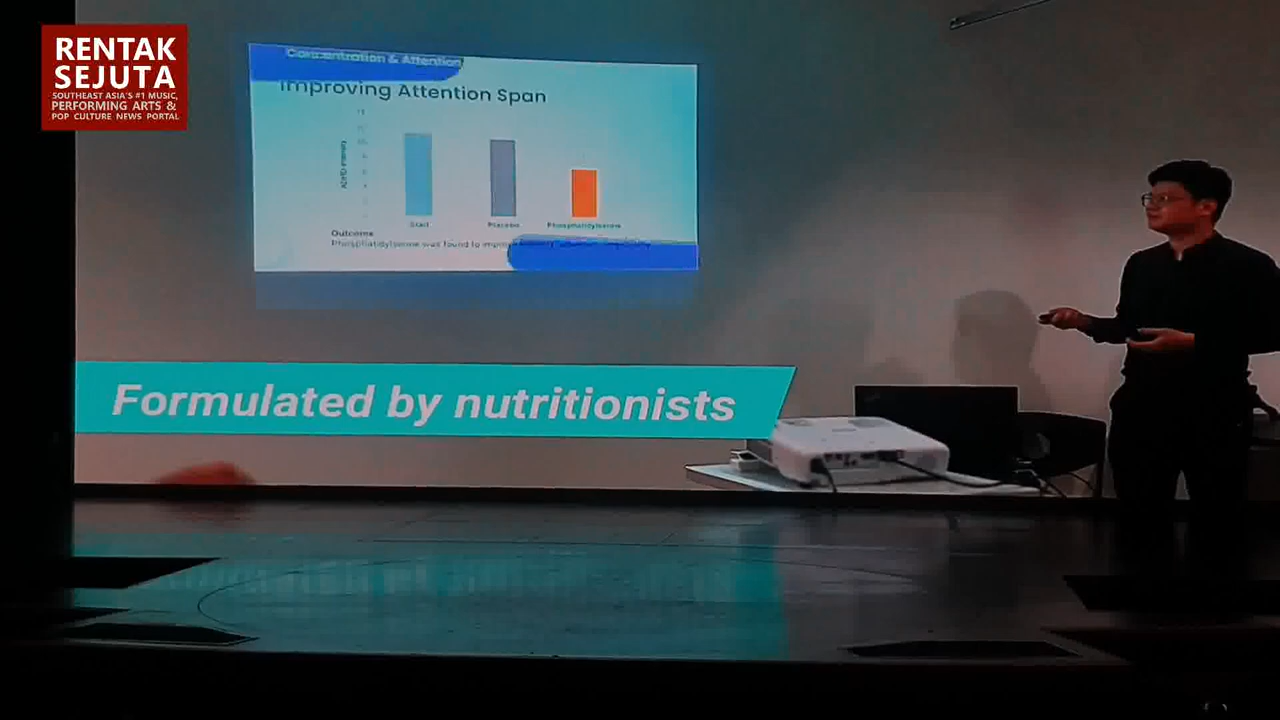 RENTAK
SEJUTA
SOUTHEAST ASIA'S #1 MUSIC,
PERFORMING ARTS &
POP CULTURE NEWS PORTAL
Concentration & Attention
Improving Attention Span
Start
Placebo
Phosphatidylserine
Outcome
Phosphatidylserine was found to improve
Formulated by nutritionists